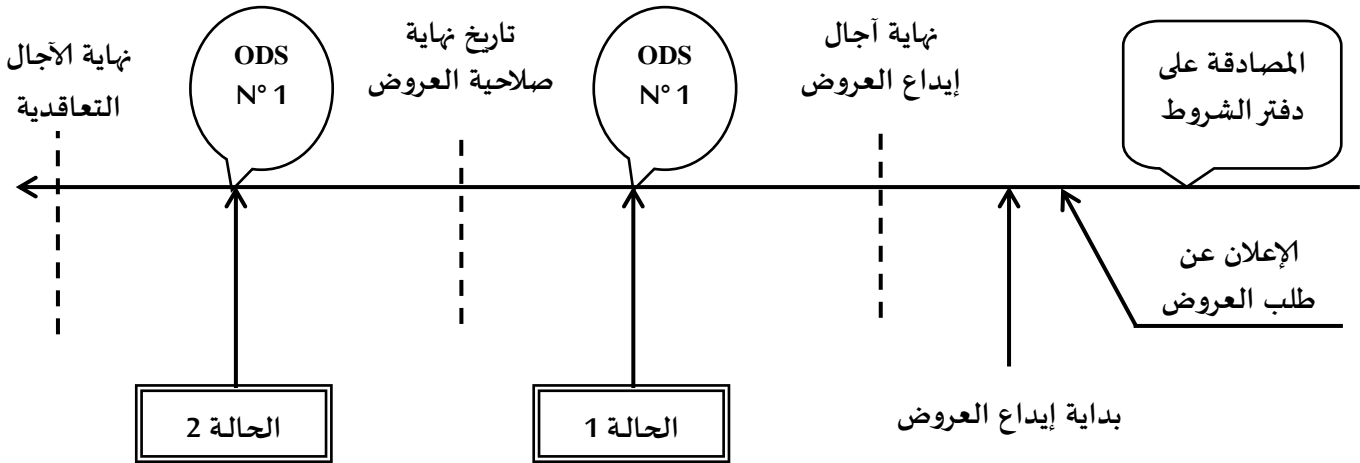 المصادقة على
دفتر الشروط
نهاية آجال
إيداع العروض
ODS
N° 1
تاريخ نهاية
صلاحية العروض
ODS
N° 1
نهاية الآجال
التعاقدية
الإعلان عن
طلب العروض
بداية إيداع العروض
الحالة 1
الحالة 2